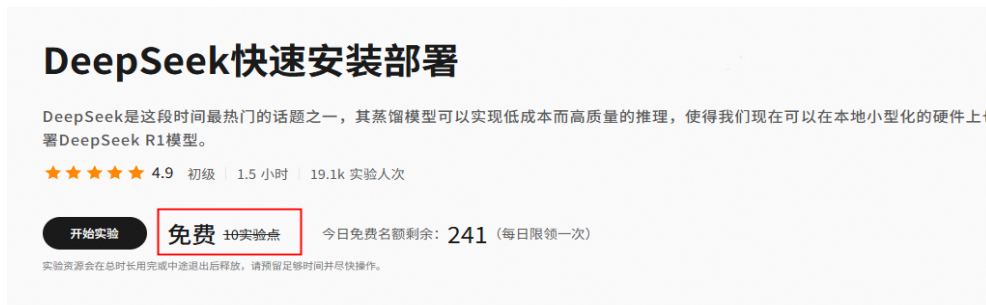 DeepSeek快速安装部署
DeepSeek是这段时间最热门的话题之一，其蒸馏模型可以实现低成本而高质量的推理，使得我们现在可以在本地小型化的硬件上
署DeepSeek R1模型。
4.9 初级 1.5 小时 19.1k 实验人次
开始实验 免费 10实验点 今日免费名额剩余：241（每日限领一次）
实验资源会在总时长用完或中途退出后释放，请预留足够时间并尽快操作。